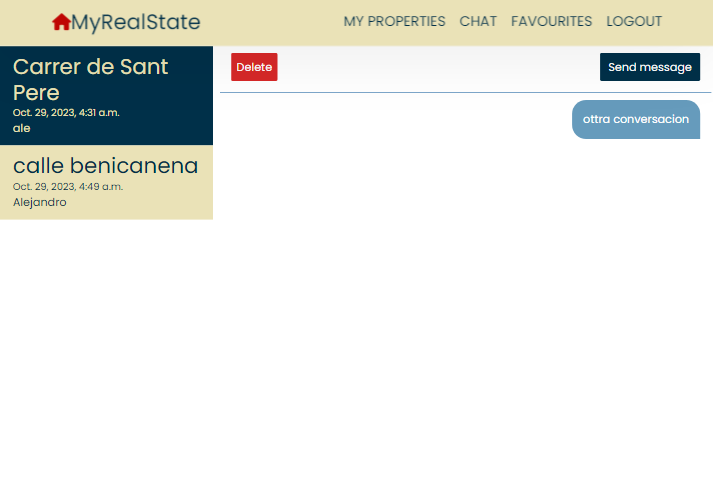 MyRealState
MY PROPERTIES CHAT FAVOURITES LOGOUT
Carrer de Sant
Pere
Oct. 29, 2023, 4:31 a.m.
ale
calle benicanena
Oct. 29, 2023, 4:49 a.m.
Alejandro
Delete
Send message
ottra conversacion